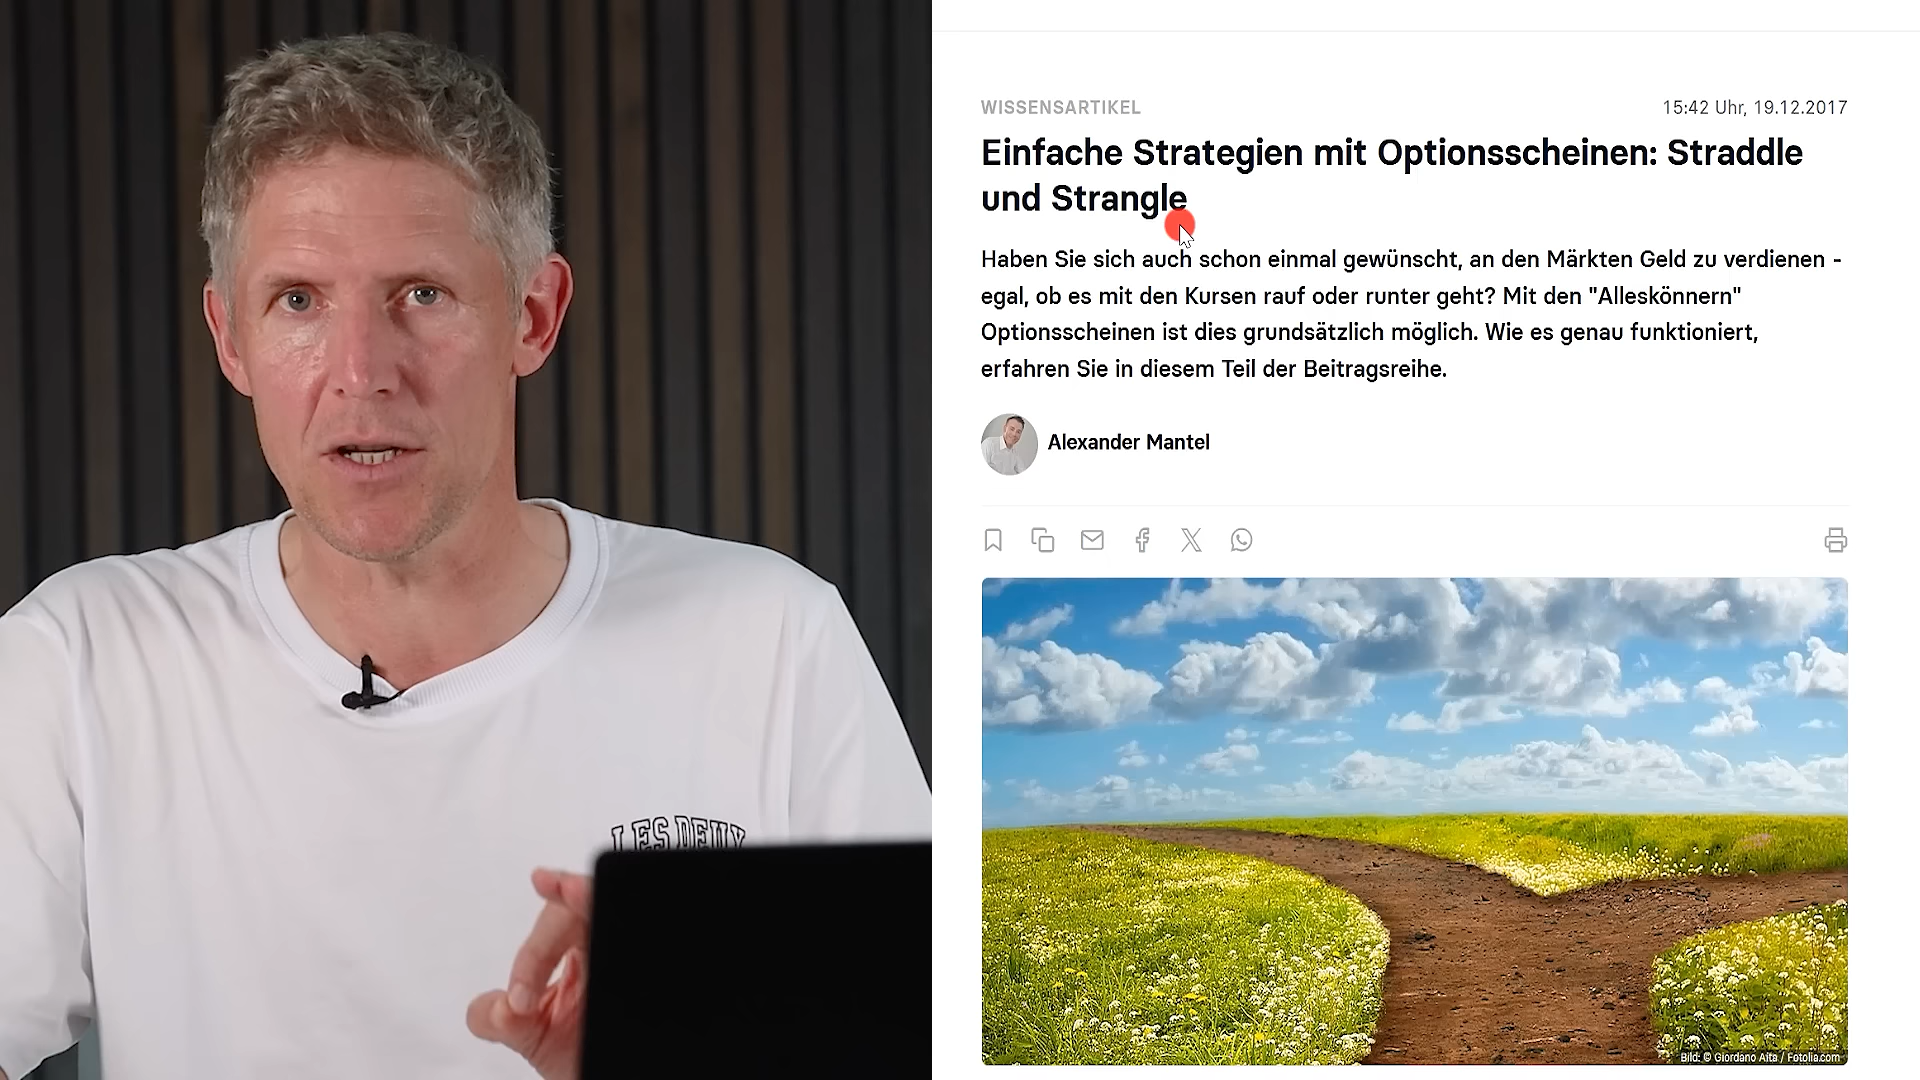 WISSENSARTIKEL
15:42 Uhr, 19.12.2017
Einfache Strategien mit Optionsscheinen: Straddle
und Strangle
Haben Sie sich auch schon einmal gewünscht, an den Märkten Geld zu verdienen -
egal, ob es mit den Kursen rauf oder runter geht? Mit den "Alleskönnern"
Optionsscheinen ist dies grundsätzlich möglich. Wie es genau funktioniert,
erfahren Sie in diesem Teil der Beitragsreihe.
Alexander Mantel
LES DEUX
Bild: © Giordano Aita / Fotolia.com